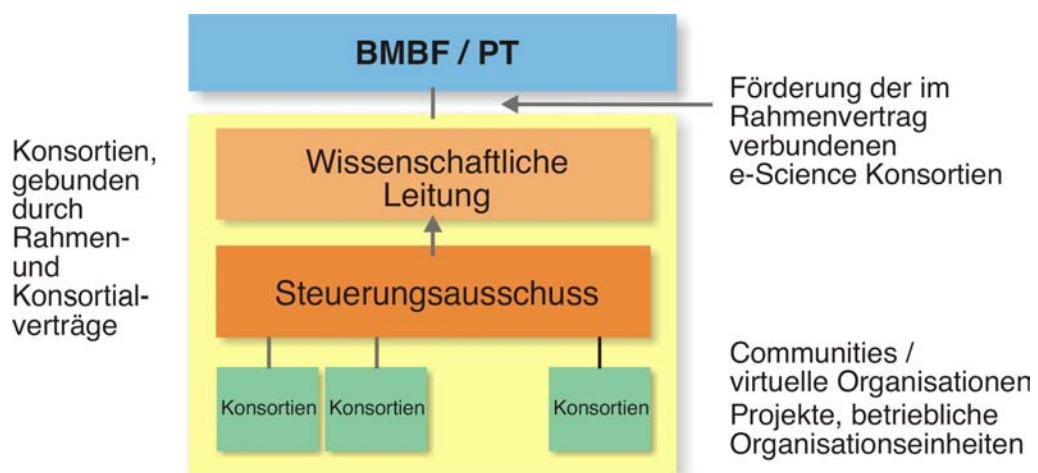 BMBF / PT
Förderung der im
Rahmenvertrag
verbundenen
e-Science Konsortien
Konsortien,
gebunden
durch
Rahmen-
und
Konsortial-
verträge
Wissenschaftliche
Leitung
Steuerungsausschuss
Konsortien
Konsortien
Konsortien
Communities /
virtuelle Organisationen
Projekte, betriebliche
Organisationseinheiten